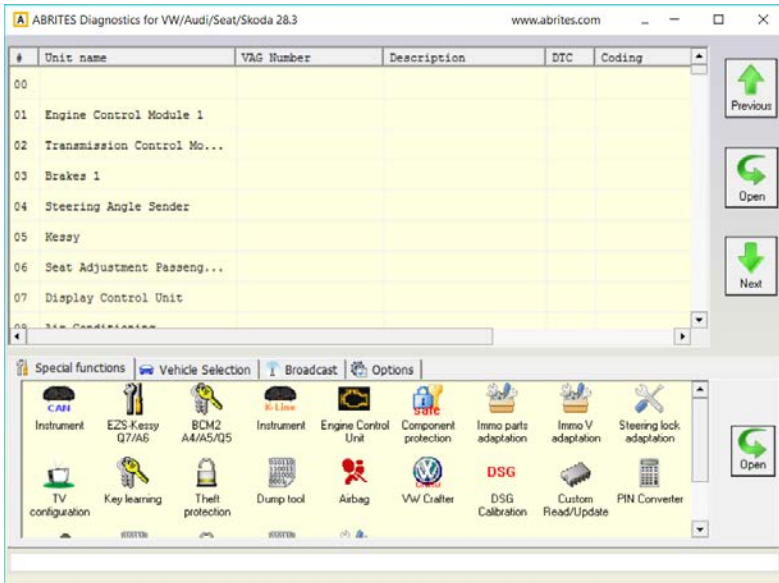 ABRITES Diagnostics for VW/Audi/Seat/Skoda 28.3 www.abrites.com
# Unit name VAG Number Description DTC Coding
00
01 Engine Control Module 1
02 Transmission Control Mo...
03 Brakes 1
04 Steering Angle Sender
05 Kessy
06 Seat Adjustment Passeng...
07 Display Control Unit
08 Air Conditioning
Previous
Open
Next
Special functions Vehicle Selection Broadcast Options
CAN K-Line safe
Instrument EZS-Kessy Q7/A6 BCM2 A4/A5/Q5 Instrument Engine Control Unit Component protection Immo parts adaptation Immo V adaptation Steering lock adaptation
DSG
TV configuration Key learning Theft protection Dump tool Airbag VW Crafter DSG Calibration Custom Read/Update PIN Converter
Open